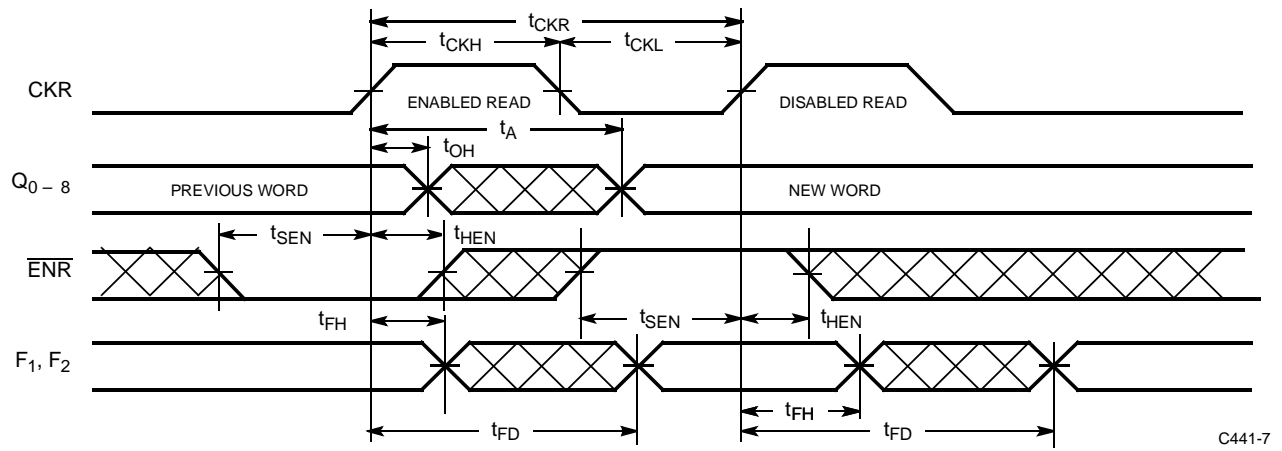 tCKR
tCKH tCKL
CKR
ENABLED READ DISABLED READ
tA
tOH
Q0 – 8
PREVIOUS WORD NEW WORD
tSEN tHEN
ENR
tFH tSEN tHEN
F1, F2
tFH
tFD tFD
C441-7